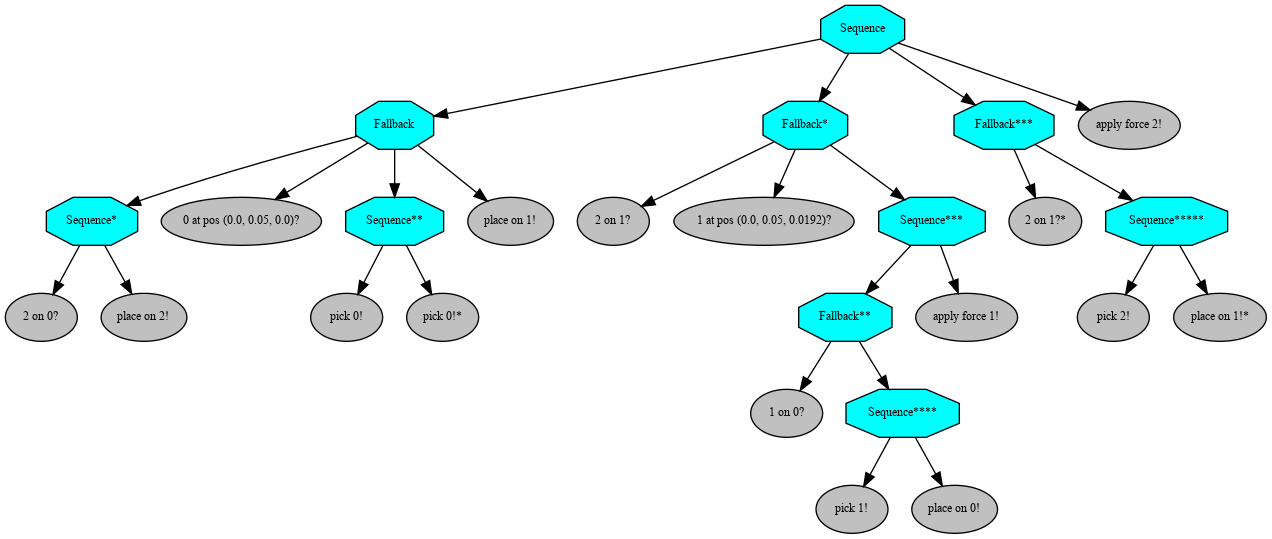 Sequence
Fallback
Fallback*
Fallback***
apply force 2!
Sequence*
0 at pos (0.0, 0.05, 0.0)?
Sequence**
place on 1!
2 on 1?
1 at pos (0.0, 0.05, 0.0192)?
Sequence***
2 on 1?*
Sequence*****
2 on 0?
place on 2!
pick 0!
pick 0!*
Fallback**
apply force 1!
pick 2!
place on 1!*
1 on 0?
Sequence****
pick 1!
place on 0!